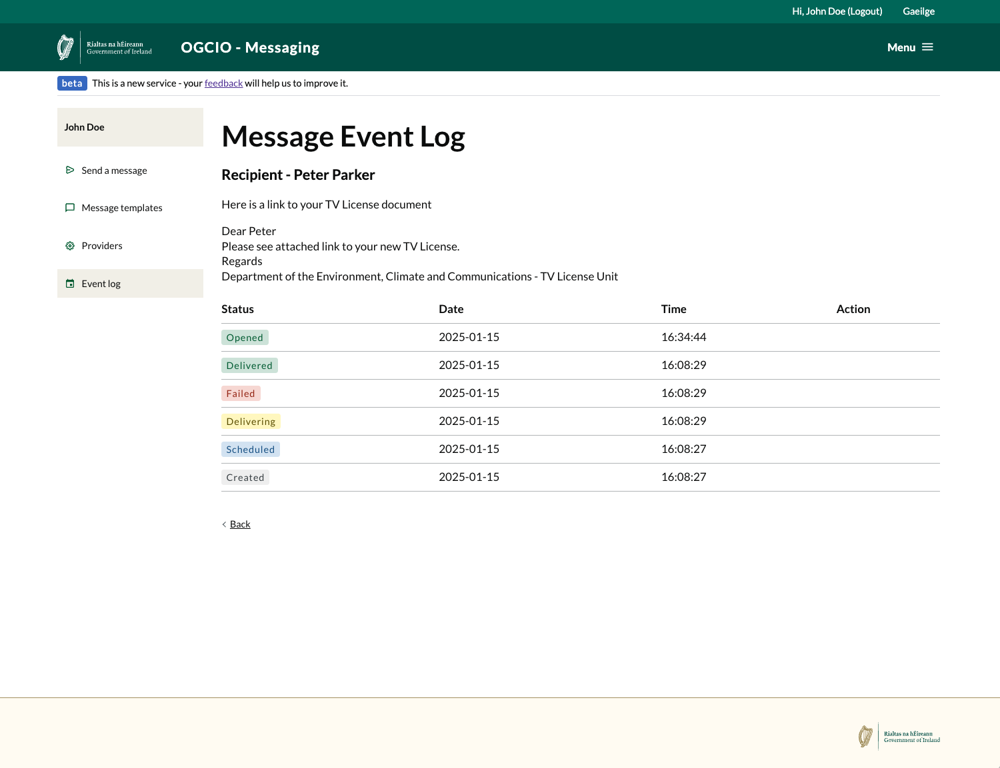 Hi, John Doe (Logout) Gaeilge
Rialtas na hÉireann
Government of Ireland
OGCIO - Messaging
Menu
beta This is a new service - your feedback will help us to improve it.
John Doe
Send a message
Message templates
Providers
Event log
Message Event Log
Recipient - Peter Parker
Here is a link to your TV License document
Dear Peter
Please see attached link to your new TV License.
Regards
Department of the Environment, Climate and Communications - TV License Unit
Status Date Time Action
Opened 2025-01-15 16:34:44
Delivered 2025-01-15 16:08:29
Failed 2025-01-15 16:08:29
Delivering 2025-01-15 16:08:29
Scheduled 2025-01-15 16:08:27
Created 2025-01-15 16:08:27
Back
Rialtas na hÉireann
Government of Ireland